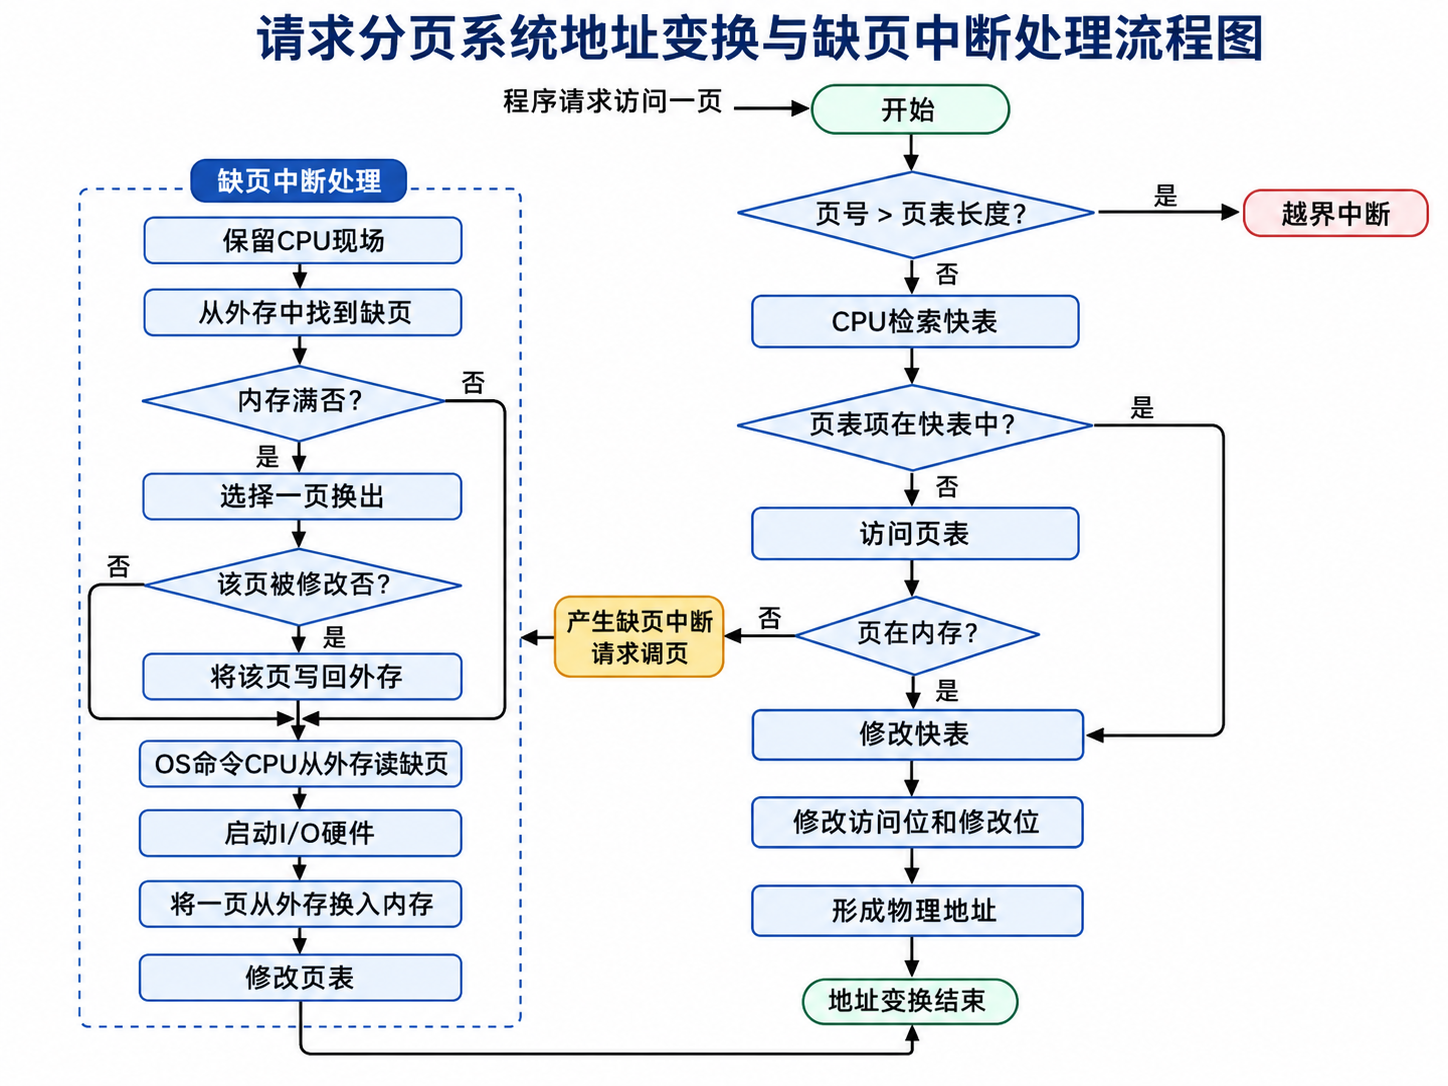 请求分页系统地址变换与缺页中断处理流程图
程序请求访问一页
开始
页号 > 页表长度？
是
越界中断
否
CPU检索快表
页表项在快表中？
是
否
访问页表
页在内存？
否
产生缺页中断
请求调页
是
修改快表
修改访问位和修改位
形成物理地址
地址变换结束
缺页中断处理
保留CPU现场
从外存中找到缺页
内存满否？
否
是
选择一页换出
该页被修改否？
否
是
将该页写回外存
OS命令CPU从外存读缺页
启动I/O硬件
将一页从外存换入内存
修改页表